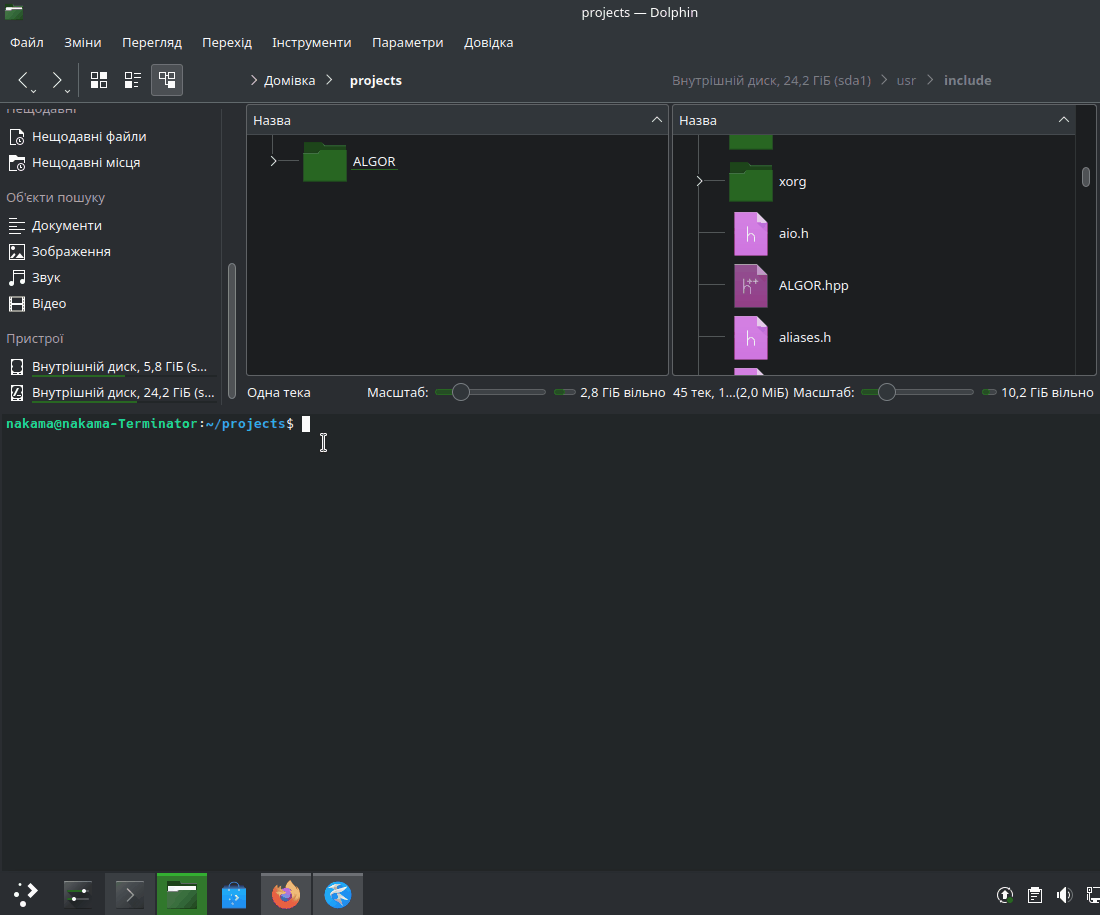 projects — Dolphin
Файл Зміни Перегляд Перехід Інструменти Параметри Довідка
Домівка projects
Внутрішній диск, 24,2 ГіБ (sda1) usr include
Нещодавні
Нещодавні файли
Нещодавні місця
Об'єкти пошуку
Документи
Зображення
Звук
Відео
Пристрої
Внутрішній диск, 5,8 ГіБ (s...
Внутрішній диск, 24,2 ГіБ (s...
Назва
ALGOR
Одна тека Масштаб: 2,8 ГіБ вільно
Назва
xorg
aio.h
ALGOR.hpp
aliases.h
45 тек, 1...(2,0 МіБ) Масштаб: 10,2 ГіБ вільно
nakama@nakama-Terminator:~/projects$